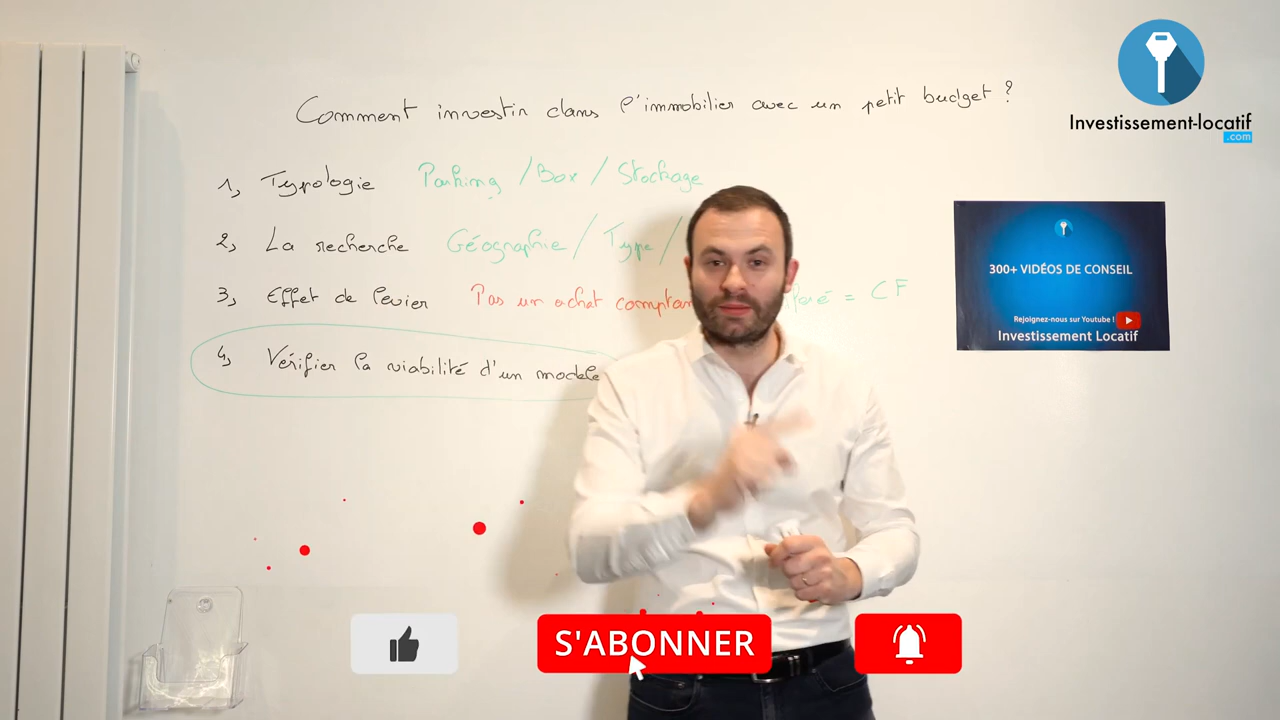 Comment investir dans l'immobilier avec un petit budget ?
1, Typologie Parking / Box / Stockage
2, La recherche Géographie / Type /
3, Effet de levier Pas un achat = CF
4, Vérifier la viabilité d'un modele
Investissement-locatif
.com
300+ VIDÉOS DE CONSEIL
Rejoignez-nous sur Youtube !
Investissement Locatif
S'ABONNER